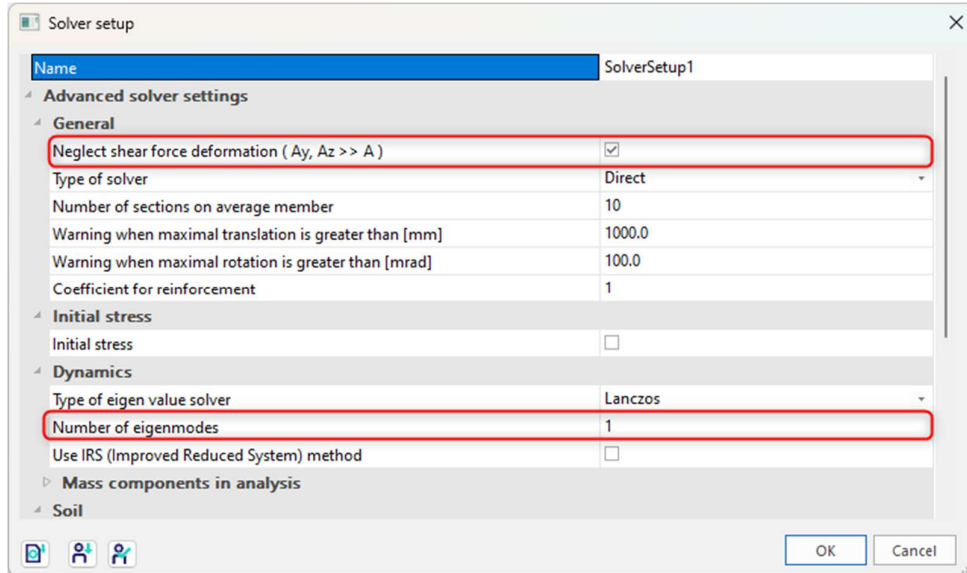 Solver setup
Name SolverSetup1
Advanced solver settings
General
Neglect shear force deformation ( Ay, Az >> A )
Type of solver Direct
Number of sections on average member 10
Warning when maximal translation is greater than [mm] 1000.0
Warning when maximal rotation is greater than [mrad] 100.0
Coefficient for reinforcement 1
Initial stress
Initial stress
Dynamics
Type of eigen value solver Lanczos
Number of eigenmodes 1
Use IRS (Improved Reduced System) method
Mass components in analysis
Soil
OK Cancel